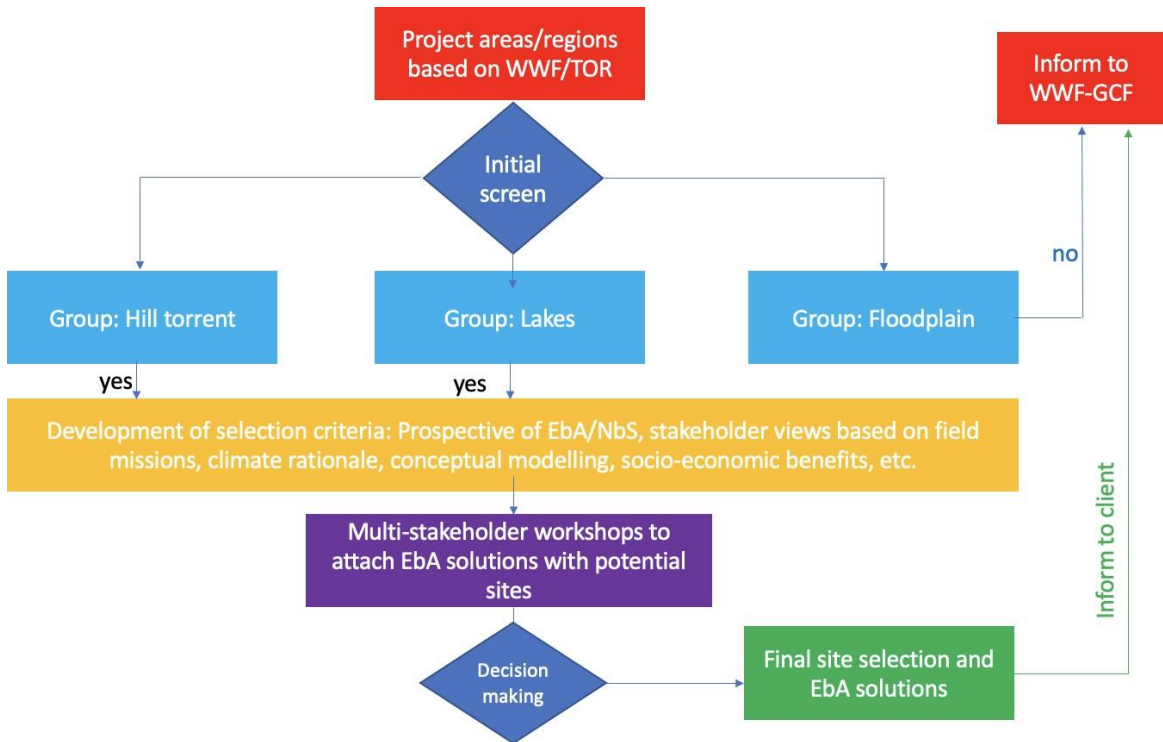 Project areas/regions
based on WWF/TOR
Inform to
WWF-GCF
Initial
screen
no
Group: Hill torrent
Group: Lakes
Group: Floodplain
yes
yes
Development of selection criteria: Prospective of EbA/NbS, stakeholder views based on field
missions, climate rationale, conceptual modelling, socio-economic benefits, etc.
Multi-stakeholder workshops to
attach EbA solutions with potential
sites
Inform to client
Decision
making
Final site selection and
EbA solutions